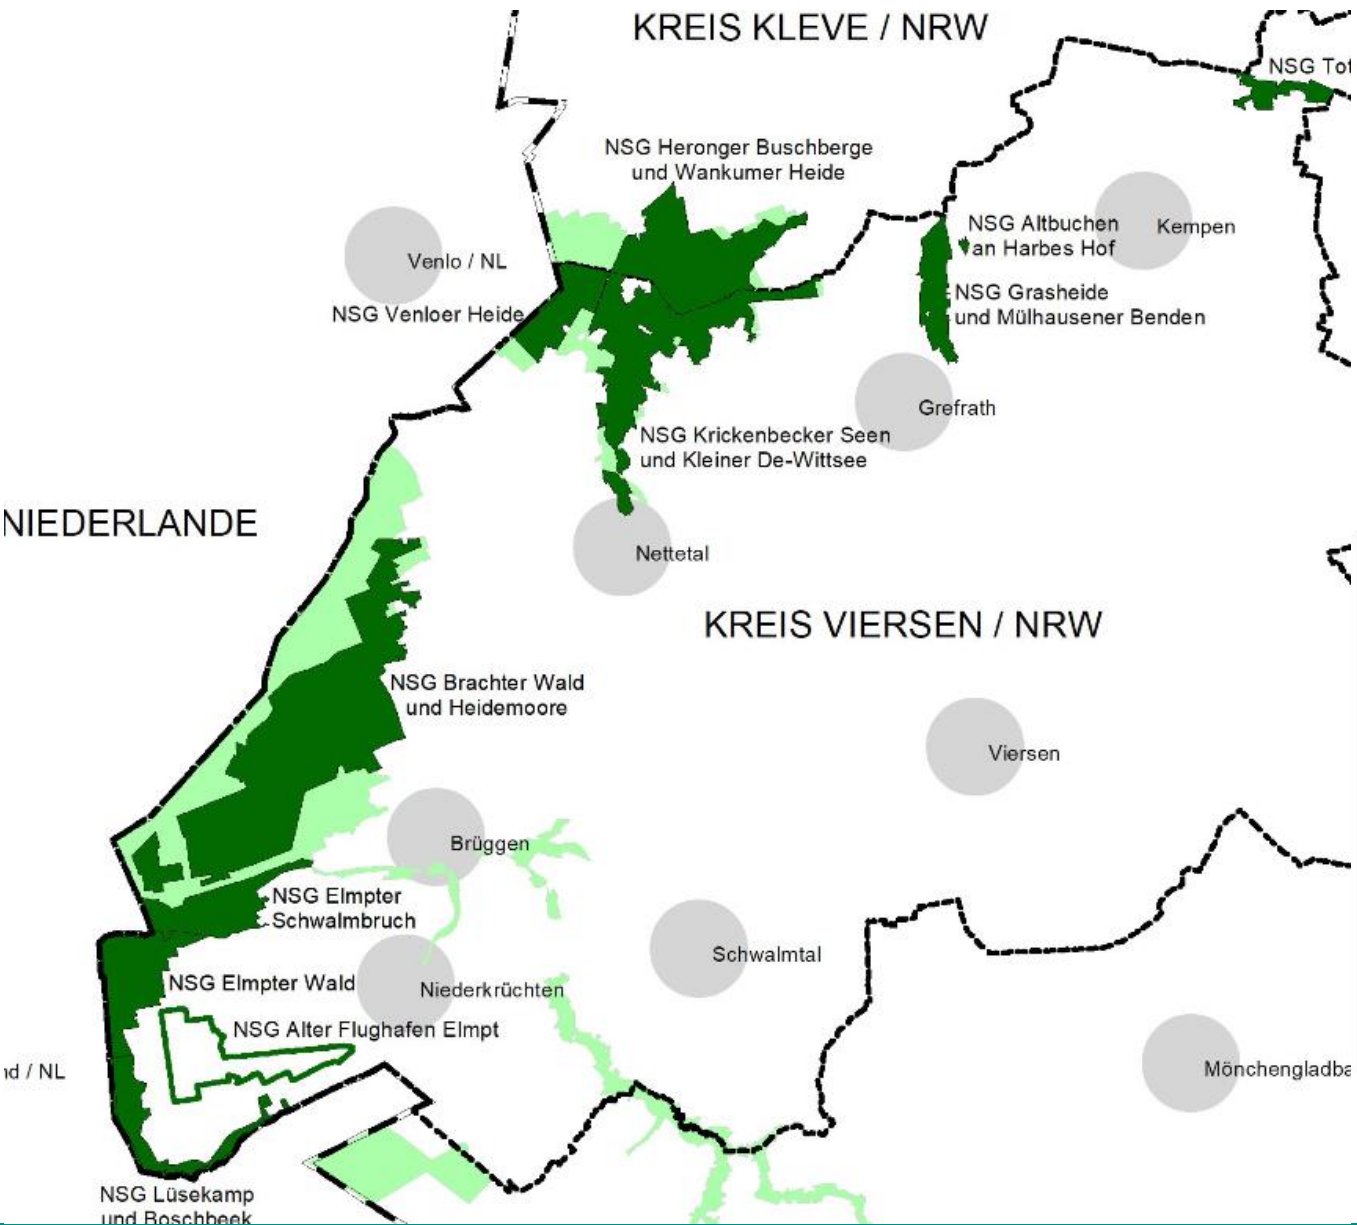 KREIS KLEVE / NRW
NSG Heronger Buschberge
und Wankumer Heide
NSG Altbuchen
an Harbes Hof
Kempen
Venlo / NL
NSG Venloer Heide
NSG Grasheide
und Mülhausener Benden
Grefrath
NSG Krickenbecker Seen
und Kleiner De-Wittsee
NIEDERLANDE
Nettetal
KREIS VIERSEN / NRW
NSG Brachter Wald
und Heidemoore
Viersen
Brüggen
NSG Elmpter
Schwalmbruch
Schwalmtal
NSG Elmpter Wald
Niederkrüchten
NSG Alter Flughafen Elmpt
/ NL
NSG Lüsekamp
und Boschbeek